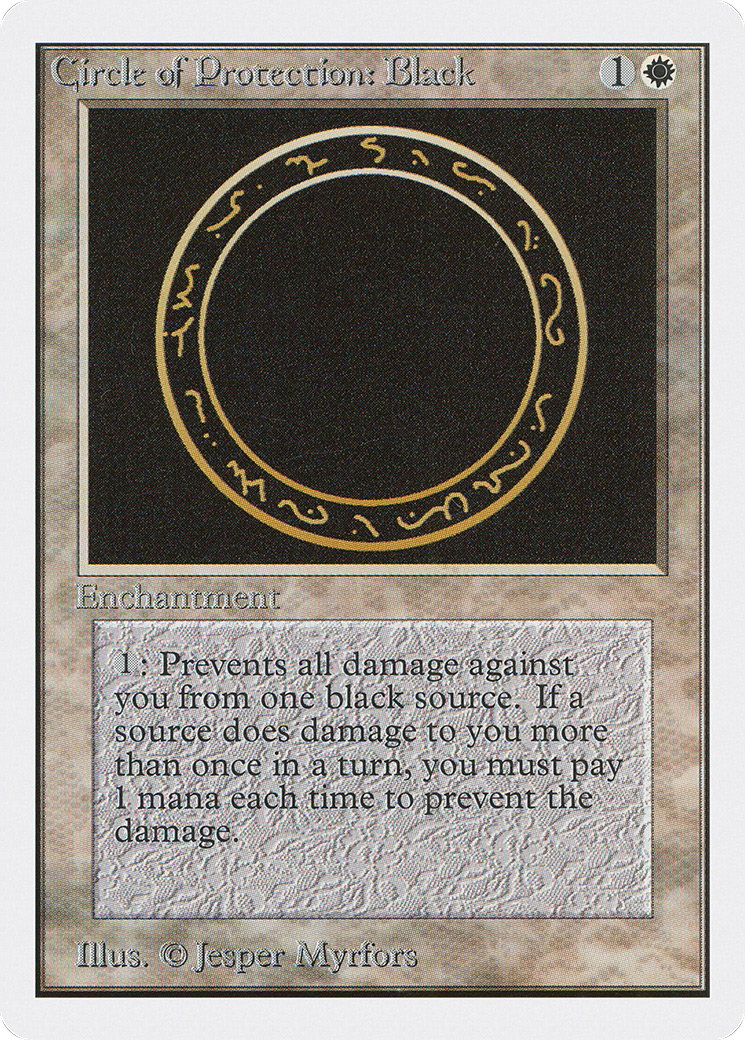 Circle of Protection: Black 1
Enchantment
1: Prevents all damage against
you from one black source. If a
source does damage to you more
than once in a turn, you must pay
1 mana each time to prevent the
damage.
Illus. © Jesper Myrfors